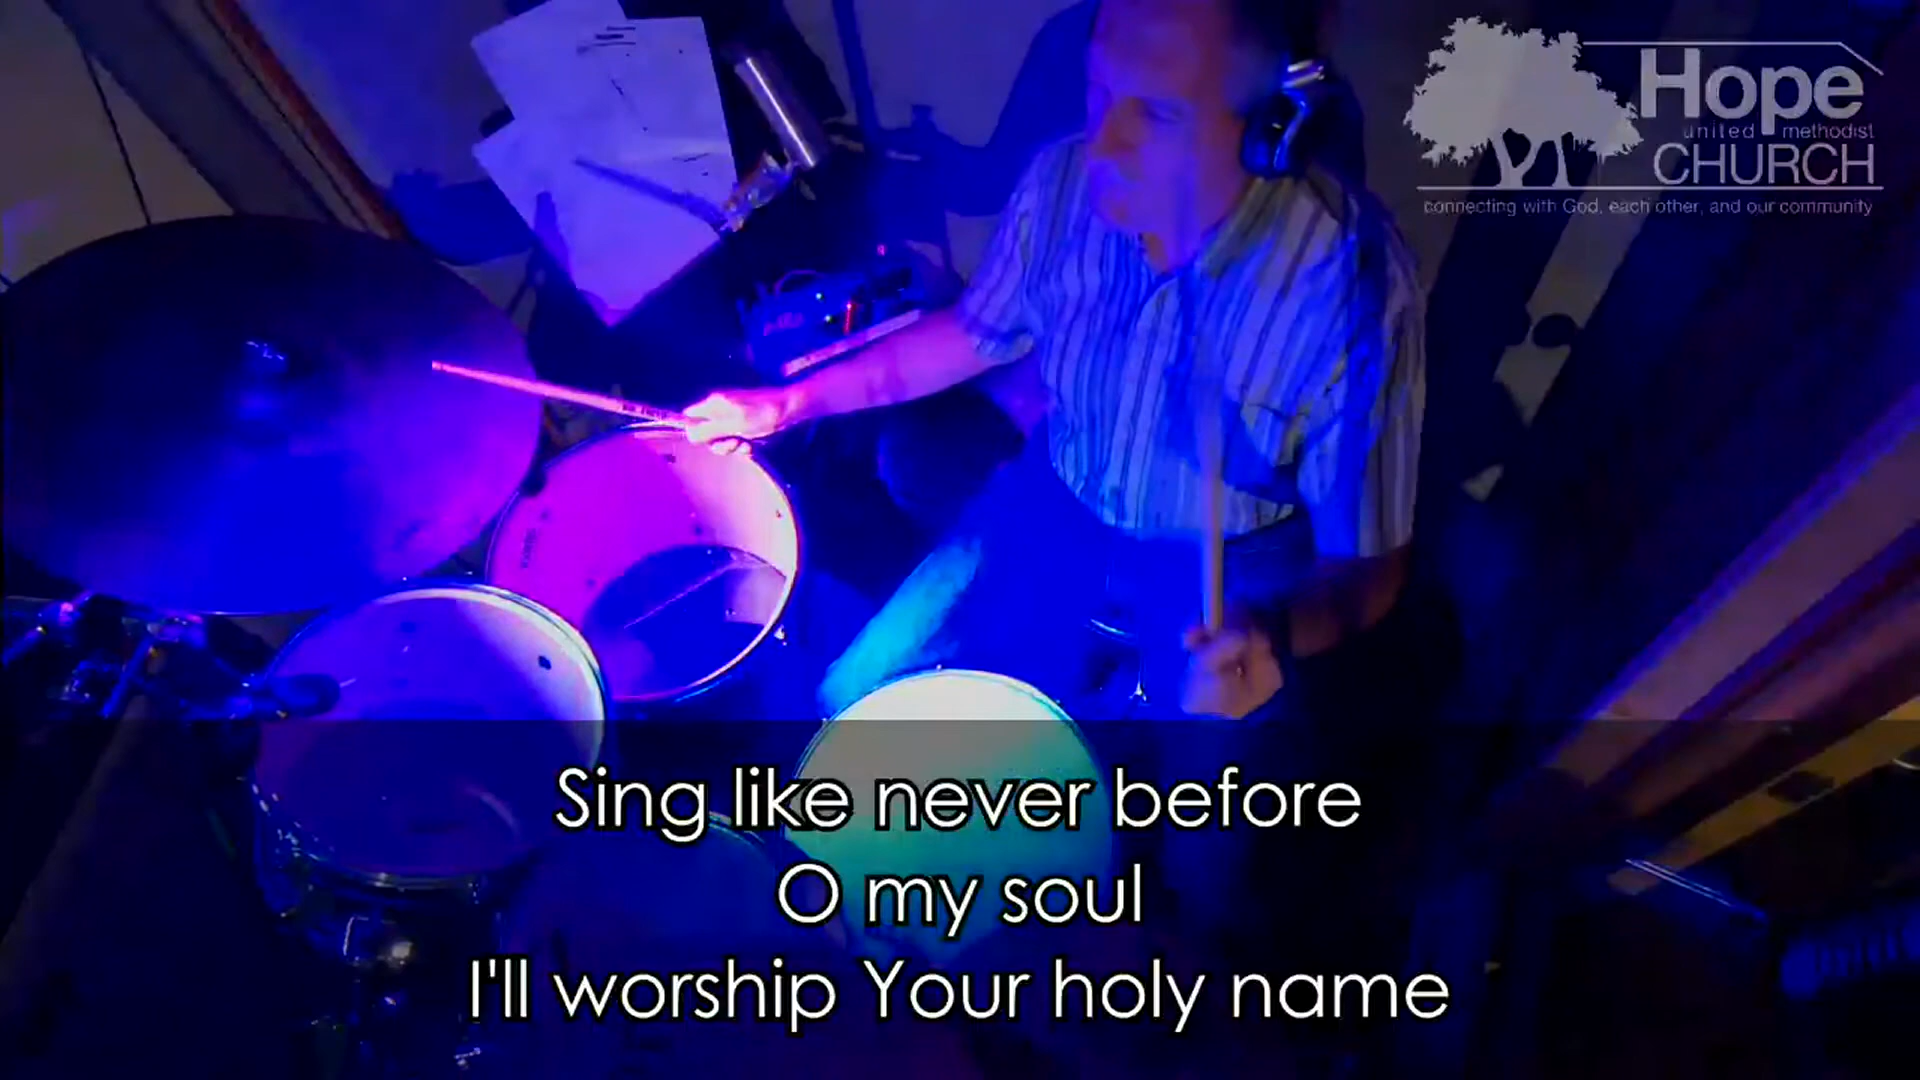 Hope
united methodist
CHURCH
connecting with God, each other, and our community
Sing like never before
O my soul
I'll worship Your holy name